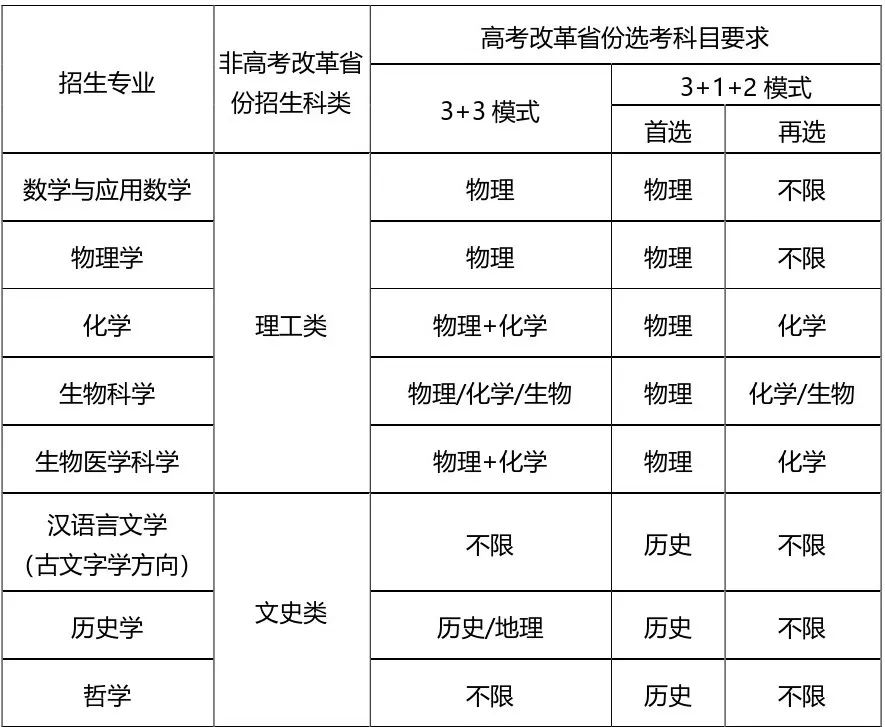 招生专业
非高考改革省
份招生科类
高考改革省份选考科目要求
3+3 模式
3+1+2 模式
首选
再选
数学与应用数学
物理
物理
不限
物理学
物理
物理
不限
化学
理工类
物理+化学
物理
化学
生物科学
物理/化学/生物
物理
化学/生物
生物医学科学
物理+化学
物理
化学
汉语言文学
（古文字学方向）
不限
历史
不限
文史类
历史学
历史/地理
历史
不限
哲学
不限
历史
不限